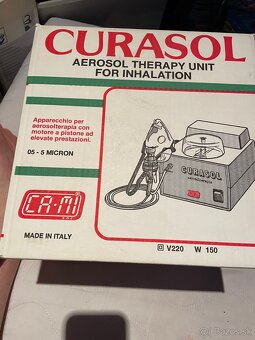 CURASOL
AEROSOL THERAPY UNIT
FOR INHALATION
Apparecchio per
aerosolterapia con
motore a pistone ad
elevate prestazioni.
05 - 5 MICRON
CURASOL
CA-MI
MADE IN ITALY
V220 W 150